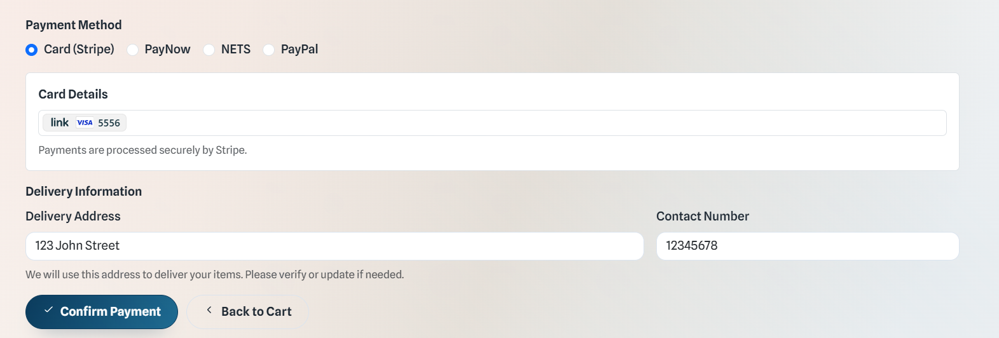 Payment Method
Card (Stripe) PayNow NETS PayPal
Card Details
link VISA 5556
Payments are processed securely by Stripe.
Delivery Information
Delivery Address Contact Number
123 John Street 12345678
We will use this address to deliver your items. Please verify or update if needed.
Confirm Payment Back to Cart